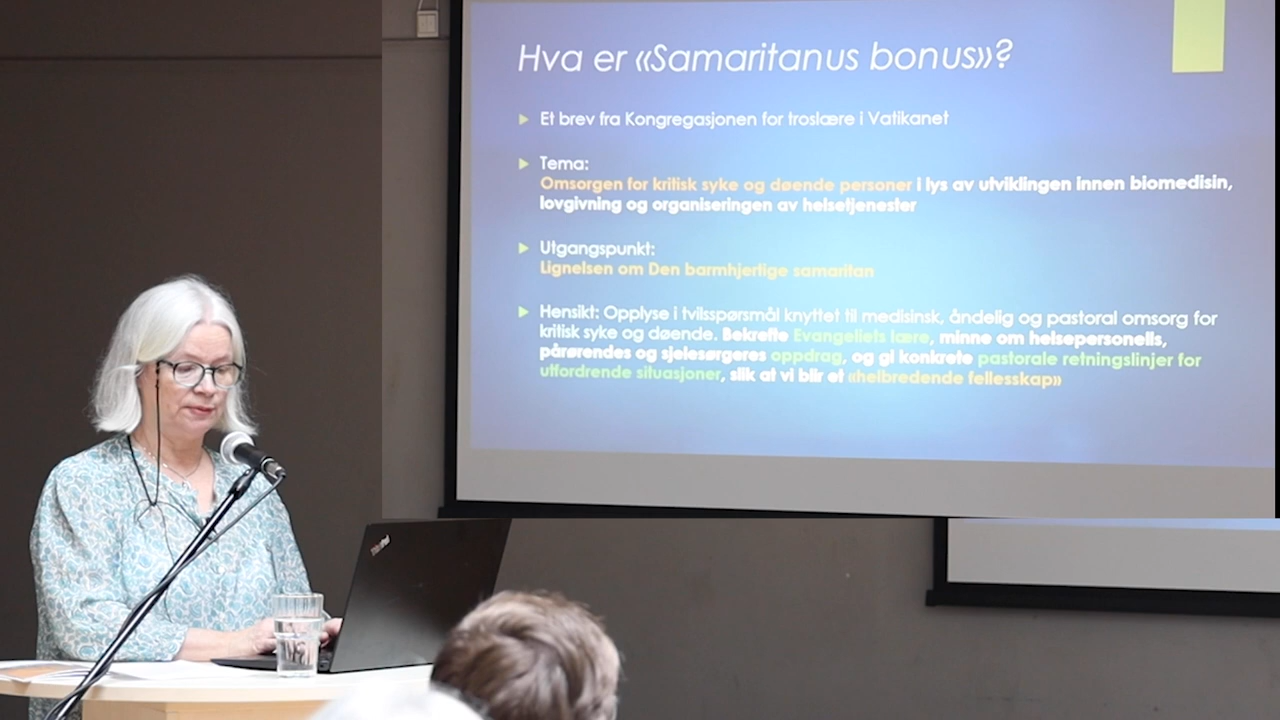 Hva er «Samaritanus bonus»?
Et brev fra Kongregasjonen for troslære i Vatikanet
Tema:
Omsorgen for kritisk syke og døende personer i lys av utviklingen innen biomedisin,
lovgivning og organiseringen av helsetjenester
Utgangspunkt:
Lignelsen om Den barmhjertige samaritan
Hensikt: Opplyse i tvilsspørsmål knyttet til medisinsk, åndelig og pastoral omsorg for
kritisk syke og døende. Bekrefte Evangeliets lære, minne om helsepersonells,
pårørendes og sjelesørgeres oppdrag, og gi konkrete pastorale retningslinjer for
utfordrende situasjoner, slik at vi blir et «helbredende fellesskap»
ThinkPad